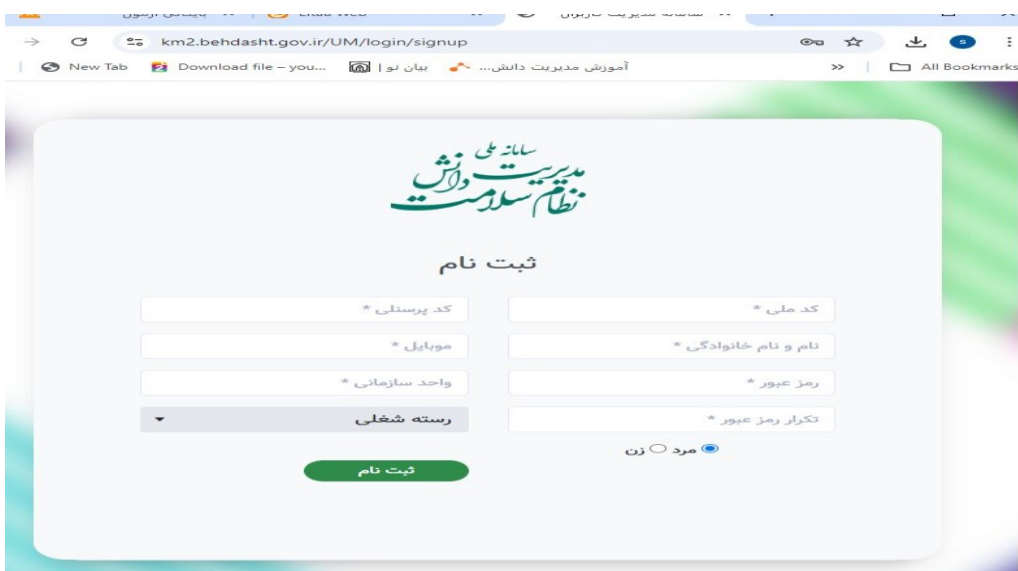 km2.behdasht.gov.ir/UM/login/signup
New Tab
Download file – you...
بیان نو |
آموزش مدیریت دانش...
All Bookmarks
سامانه ملی
مدیریت دانش
نظام سلامت
ثبت نام
کد ملی *
کد پرسنلی *
نام و نام خانوادگی *
موبایل *
رمز عبور *
واحد سازمانی *
تکرار رمز عبور *
رسته شغلی
مرد زن
ثبت نام